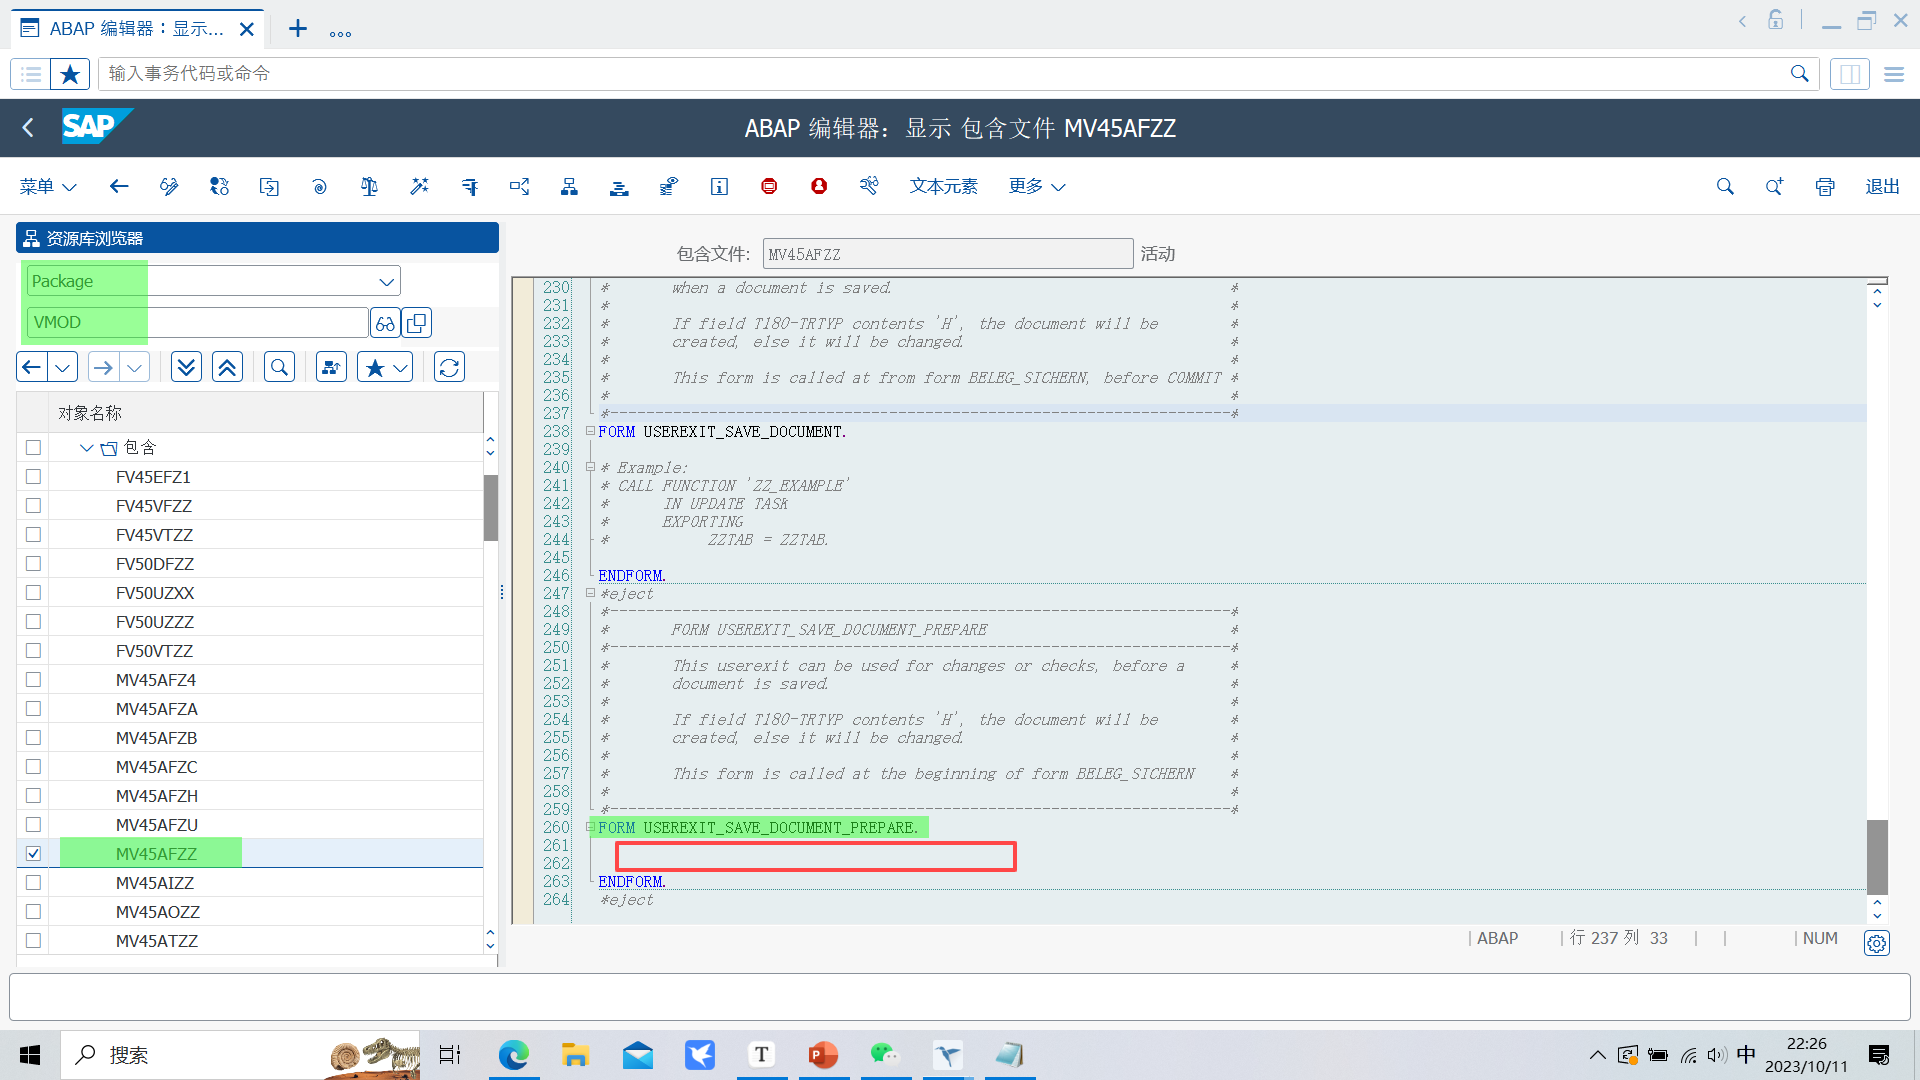 ABAP 编辑器：显示...
...
输入事务代码或命令
SAP
ABAP 编辑器：显示 包含文件 MV45AFZZ
菜单
文本元素
更多
退出
资源库浏览器
Package
VMOD
对象名称
包含
FV45EFZ1
FV45VFZZ
FV45VTZZ
FV50DFZZ
FV50UZXX
FV50UZZZ
FV50VTZZ
MV45AFZ4
MV45AFZA
MV45AFZB
MV45AFZC
MV45AFZH
MV45AFZU
MV45AFZZ
MV45AIZZ
MV45AOZZ
MV45ATZZ
包含文件: MV45AFZZ 活动
230 * when a document is saved. *
231 * *
232 * If field T180-TRTYP contents 'H', the document will be *
233 * created, else it will be changed. *
234 * *
235 * This form is called at from form BELEG_SICHERN, before COMMIT *
236 * *
237 *---------------------------------------------------------------------*
238 FORM USEREXIT_SAVE_DOCUMENT.
239
240 * Example:
241 * CALL FUNCTION 'ZZ_EXAMPLE'
242 * IN UPDATE TASK
243 * EXPORTING
244 * ZZTAB = ZZTAB.
245
246 ENDFORM.
247 *eject
248 *---------------------------------------------------------------------*
249 * FORM USEREXIT_SAVE_DOCUMENT_PREPARE *
250 *---------------------------------------------------------------------*
251 * This userexit can be used for changes or checks, before a *
252 * document is saved. *
253 * *
254 * If field T180-TRTYP contents 'H', the document will be *
255 * created, else it will be changed. *
256 * *
257 * This form is called at the beginning of form BELEG_SICHERN *
258 * *
259 *---------------------------------------------------------------------*
260 FORM USEREXIT_SAVE_DOCUMENT_PREPARE.
261
262
263 ENDFORM.
264 *eject
ABAP 行 237 列 33 NUM
搜索
T
P
中
22:26
2023/10/11